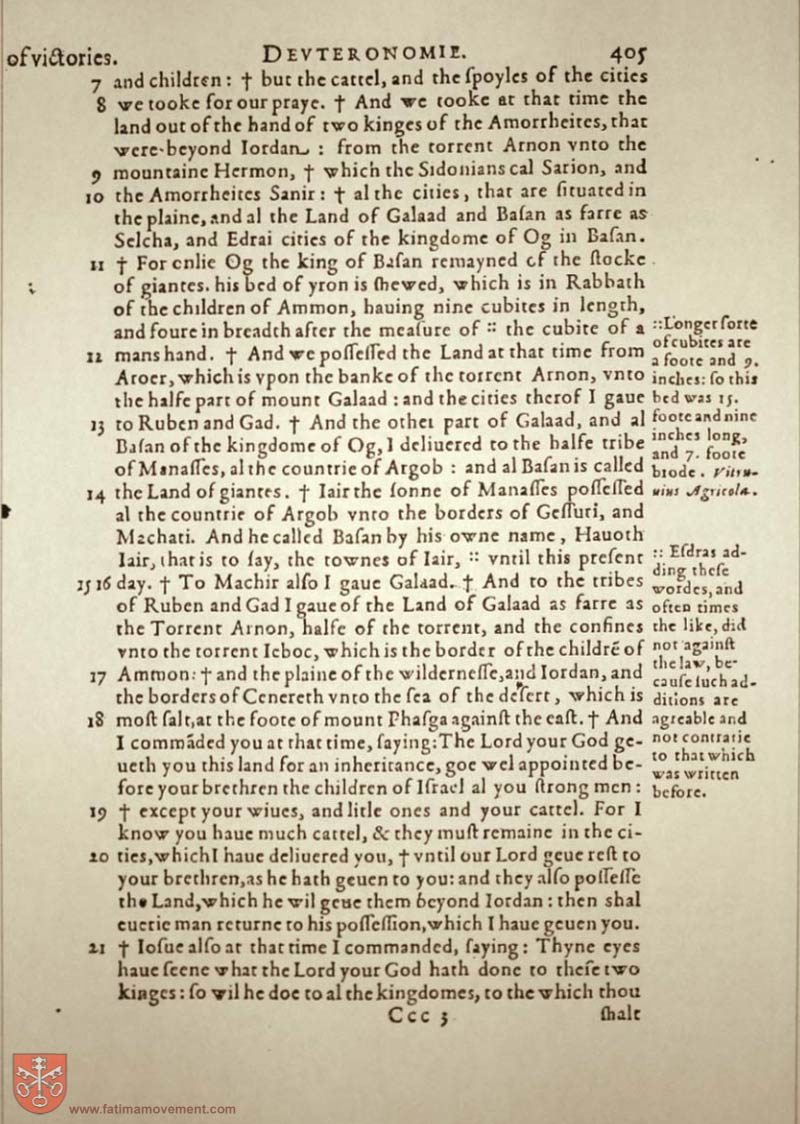 of victories.
DEVTERONOMIE.
405
7 and children: † but the cattel, and the ſpoyles of the cities
8 we tooke for our praye. † And we tooke at that time the
land out of the hand of two kinges of the Amorrheites, that
were beyond Iordan : from the torrent Arnon vnto the
9 mountaine Hermon, † which the Sidonians cal Sarion, and
10 the Amorrheites Sanir: † al the cities, that are ſituated in
the plaine, and al the Land of Galaad and Baſan as farre as
Selcha, and Edrai cities of the kingdome of Og in Baſan.
11 † For onlie Og the king of Baſan remayned of the ſtocke
of giantes. his bed of yron is ſhewed, which is in Rabbath
of the children of Ammon, hauing nine cubites in length,
and foure in breadth after the meaſure of :: the cubite of a
12 mans hand. † And we poſſeſſed the Land at that time from
Aroer, which is vpon the banke of the torrent Arnon, vnto
the halfe part of mount Galaad : and the cities therof I gaue
13 to Ruben and Gad. † And the other part of Galaad, and al
Baſan of the kingdome of Og, I deliuered to the halfe tribe
of Manaſſes, al the countrie of Argob : and al Baſan is called
14 the Land of giantes. † Iair the ſonne of Manaſſes poſſeſſed
al the countrie of Argob vnto the borders of Geſſuri, and
Machati. And he called Baſan by his owne name, Hauoth
Iair, that is to ſay, the townes of Iair, :: vntil this preſent
15 16 day. † To Machir alſo I gaue Galaad. † And to the tribes
of Ruben and Gad I gaue of the Land of Galaad as farre as
the Torrent Arnon, halfe of the torrent, and the confines
vnto the torrent Ieboc, which is the border of the childrē of
17 Ammon: † and the plaine of the wilderneſſe, and Iordan, and
the borders of Cenereth vnto the ſea of the deſert, which is
18 moſt ſalt, at the foote of mount Phaſga againſt the eaſt. † And
I commāded you at that time, ſaying: The Lord your God ge-
ueth you this land for an inheritance, goe wel appointed be-
fore your brethren the children of Iſrael al you ſtrong men:
19 † except your wiues, and litle ones and your cattel. For I
know you haue much cattel, & they muſt remaine in the ci-
20 ties, which I haue deliuered you, † vntil our Lord geue reſt to
your brethren, as he hath geuen to you: and they alſo poſſeſſe
the Land, which he wil geue them beyond Iordan: then shal
euerie man returne to his poſſeſſion, which I haue geuen you.
21 † Ioſue alſo at that time I commanded, ſaying: Thyne eyes
haue ſeene what the Lord your God hath done to theſe two
kinges: ſo wil he doe to al the kingdomes, to the which thou
Ccc 3
ſhalt
:: Longer ſorte
of cubites are
a foote and 9.
inches: ſo this
bed was 15.
foote and nine
inches long,
and 7. foote
brode. Vitru-
uius Agricola.
:: Eſdras ad-
ding theſe
wordes, and
often times
the like, did
not againſt
the law, be-
cauſe ſuch ad-
ditions are
agreable and
not contrarie
to that which
was written
before.
www.fatimamovement.com